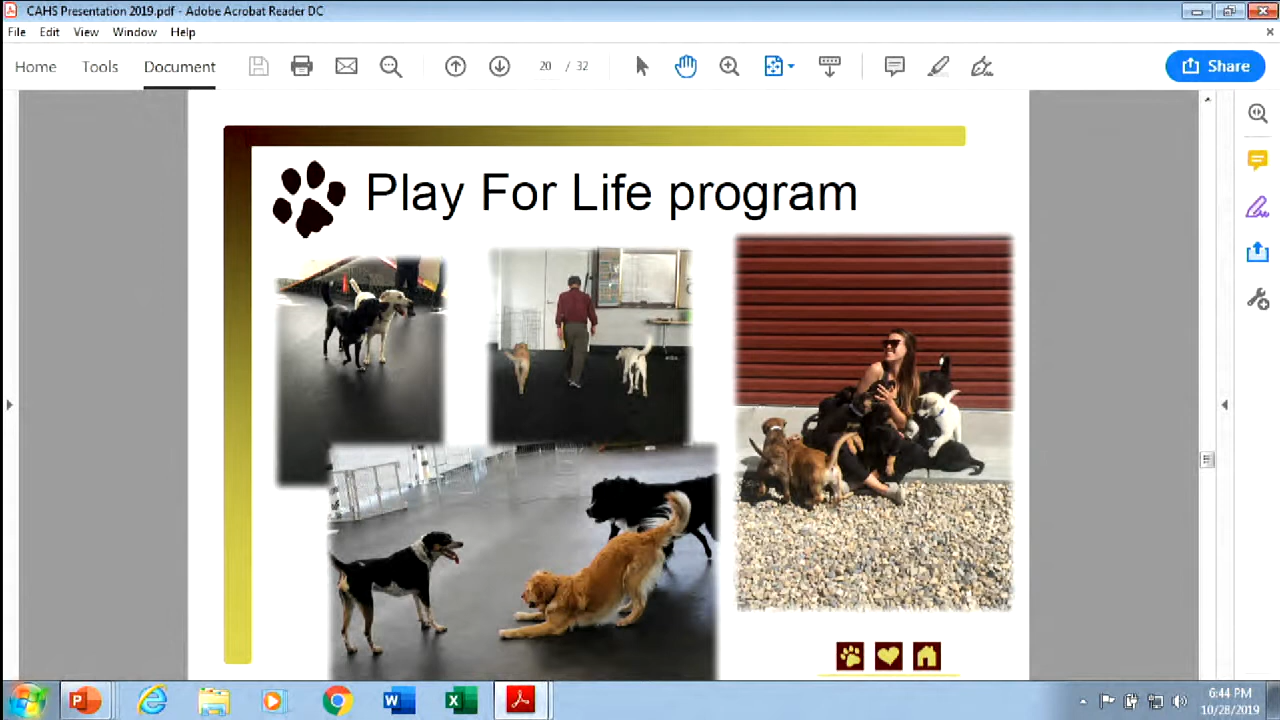 CAHS Presentation 2019.pdf - Adobe Acrobat Reader DC
File Edit View Window Help
Home Tools Document 20 / 32 Share
Play For Life program
6:44 PM
10/28/2019